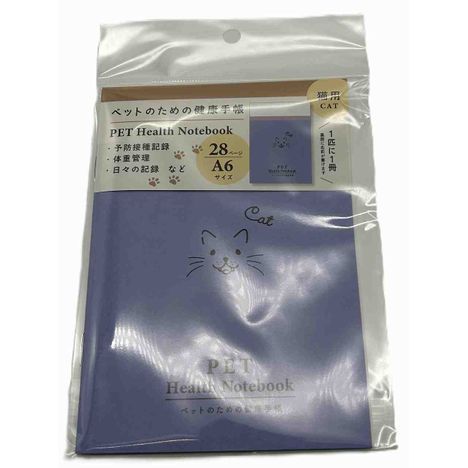 ペットのための健康手帳
PET Health Notebook
・予防接種記録
・体重管理
・日々の記録 など
28ページ
A6
サイズ
猫用
CAT
1匹に1冊
Cat
PET
Health Notebook
ペットのための健康手帳